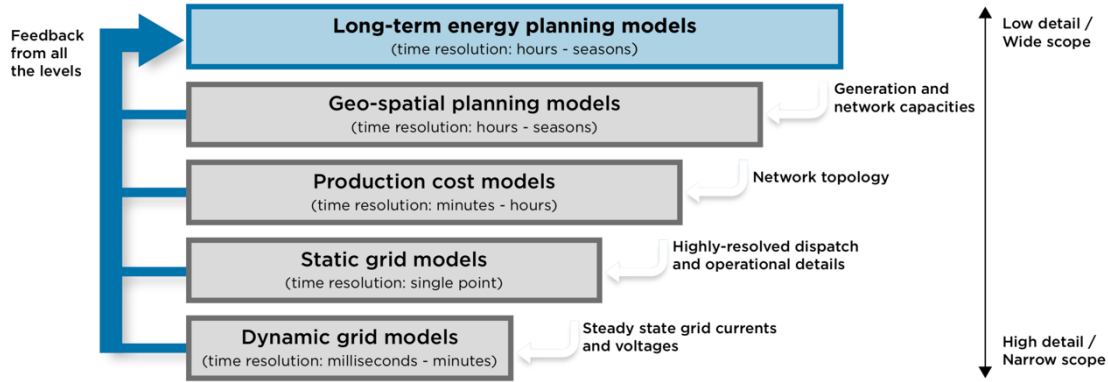 Feedback
from all
the levels
Long-term energy planning models
(time resolution: hours - seasons)
Low detail /
Wide scope
Geo-spatial planning models
(time resolution: hours - seasons)
Generation and
network capacities
Production cost models
(time resolution: minutes - hours)
Network topology
Static grid models
(time resolution: single point)
Highly-resolved dispatch
and operational details
Dynamic grid models
(time resolution: milliseconds - minutes)
Steady state grid currents
and voltages
High detail /
Narrow scope